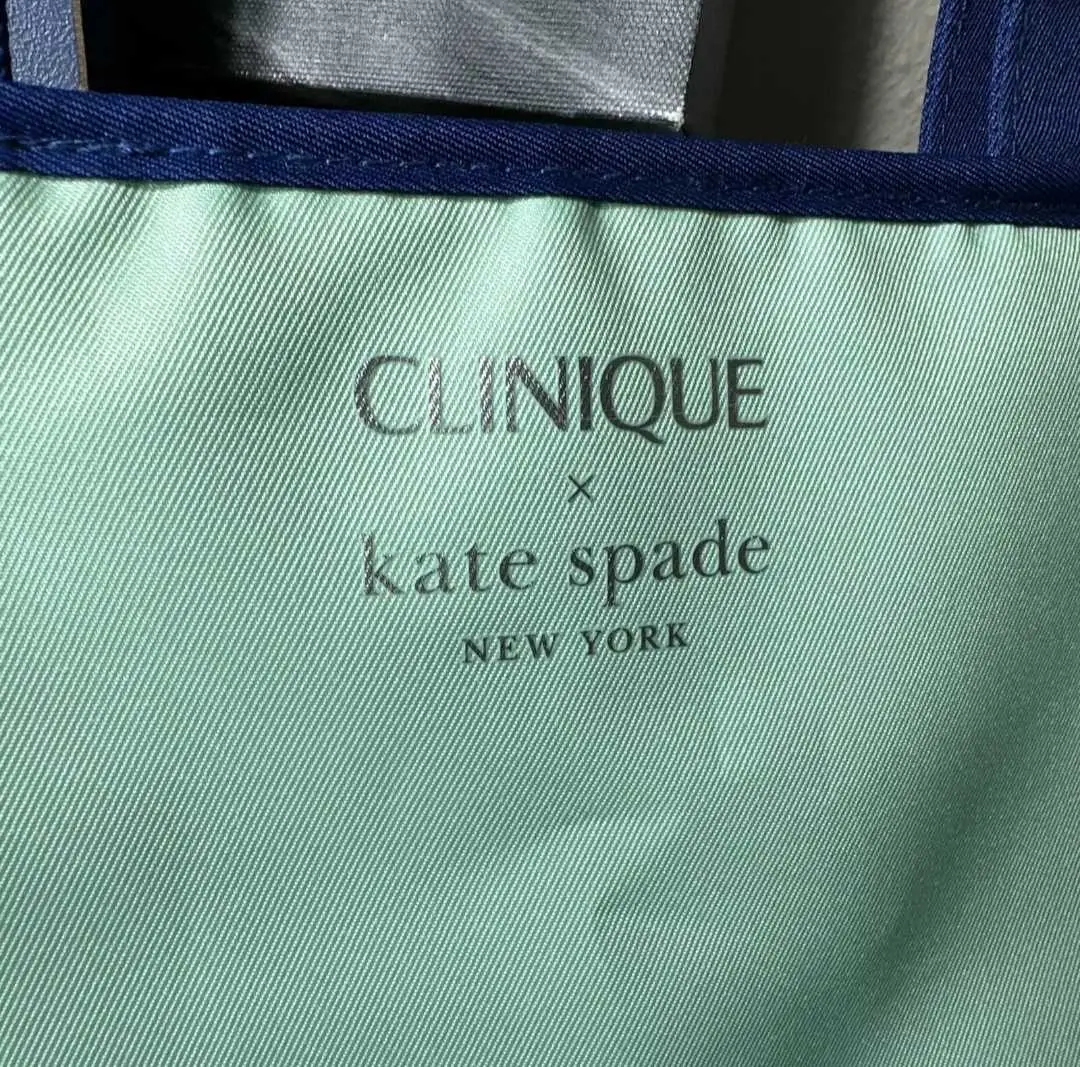 CLINIQUE
×
kate spade
NEW YORK